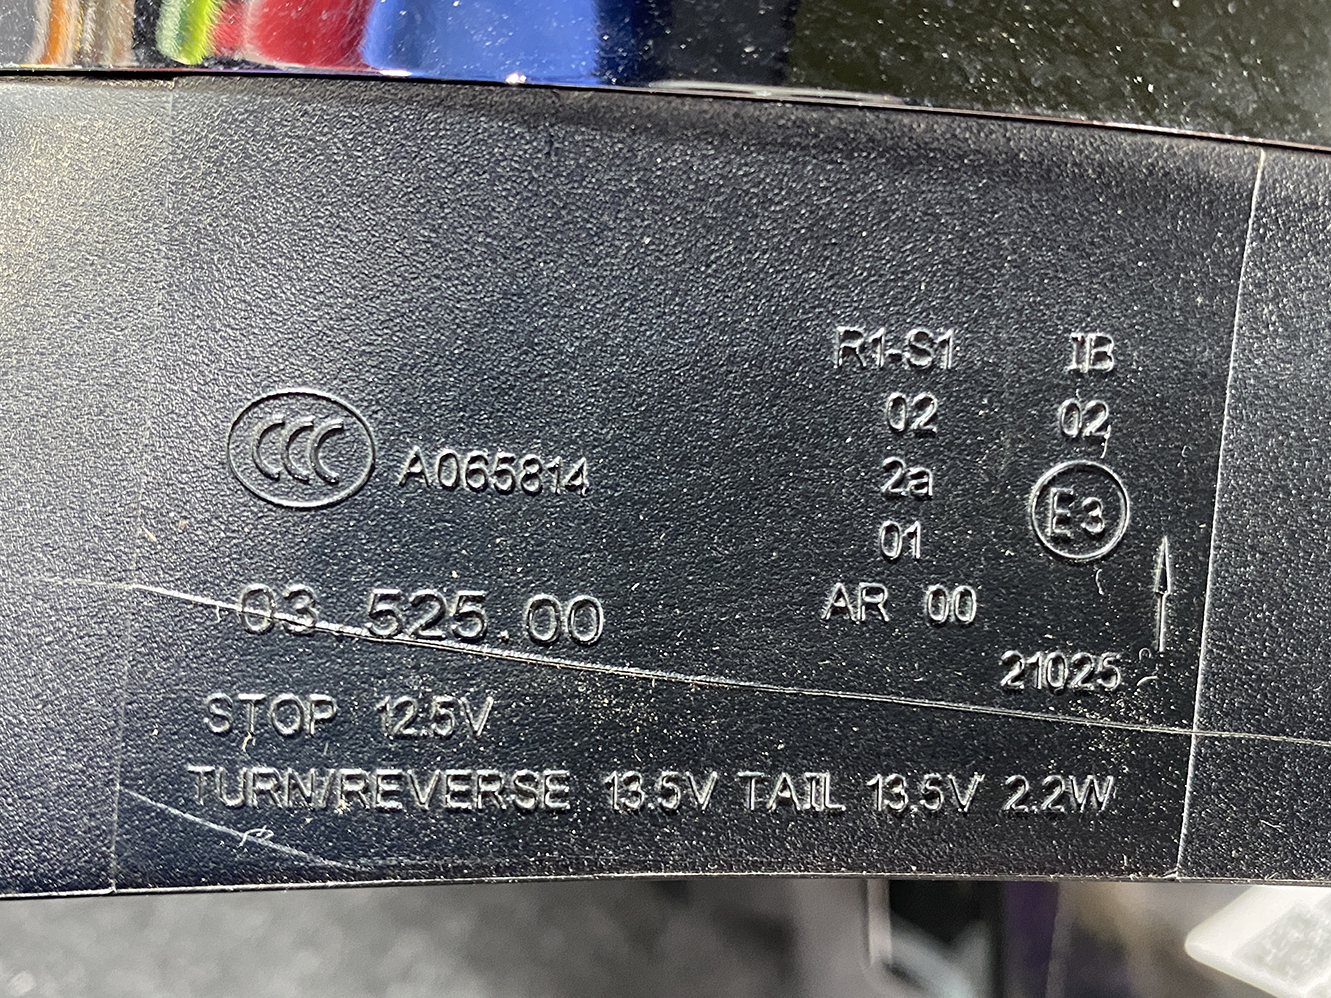 R1-S1 IB
02 02
CCC A065814 2a E3
01
03.525.00 AR 00
21025
STOP 12.5V
TURN/REVERSE 13.5V TAIL 13.5V 2.2W